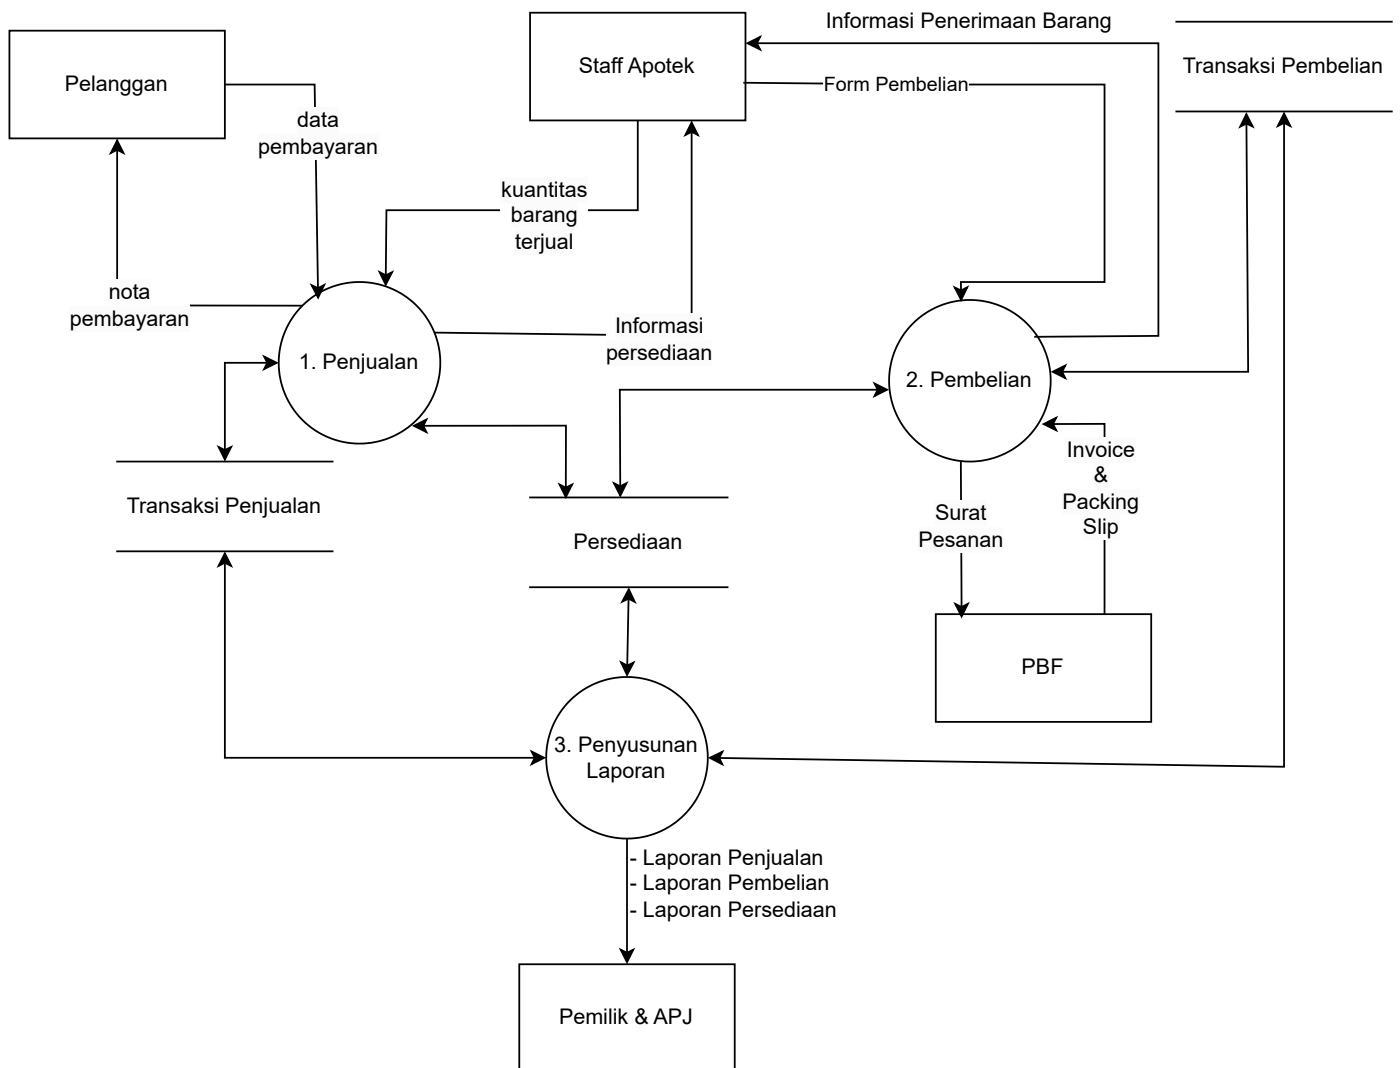 Informasi Penerimaan Barang
Pelanggan
Staff Apotek
Transaksi Pembelian
Form Pembelian
data
pembayaran
kuantitas
barang
terjual
nota
pembayaran
Informasi
persediaan
1. Penjualan
2. Pembelian
Invoice
&
Packing
Slip
Transaksi Penjualan
Surat
Pesanan
Persediaan
PBF
3. Penyusunan
Laporan
- Laporan Penjualan
- Laporan Pembelian
- Laporan Persediaan
Pemilik & APJ